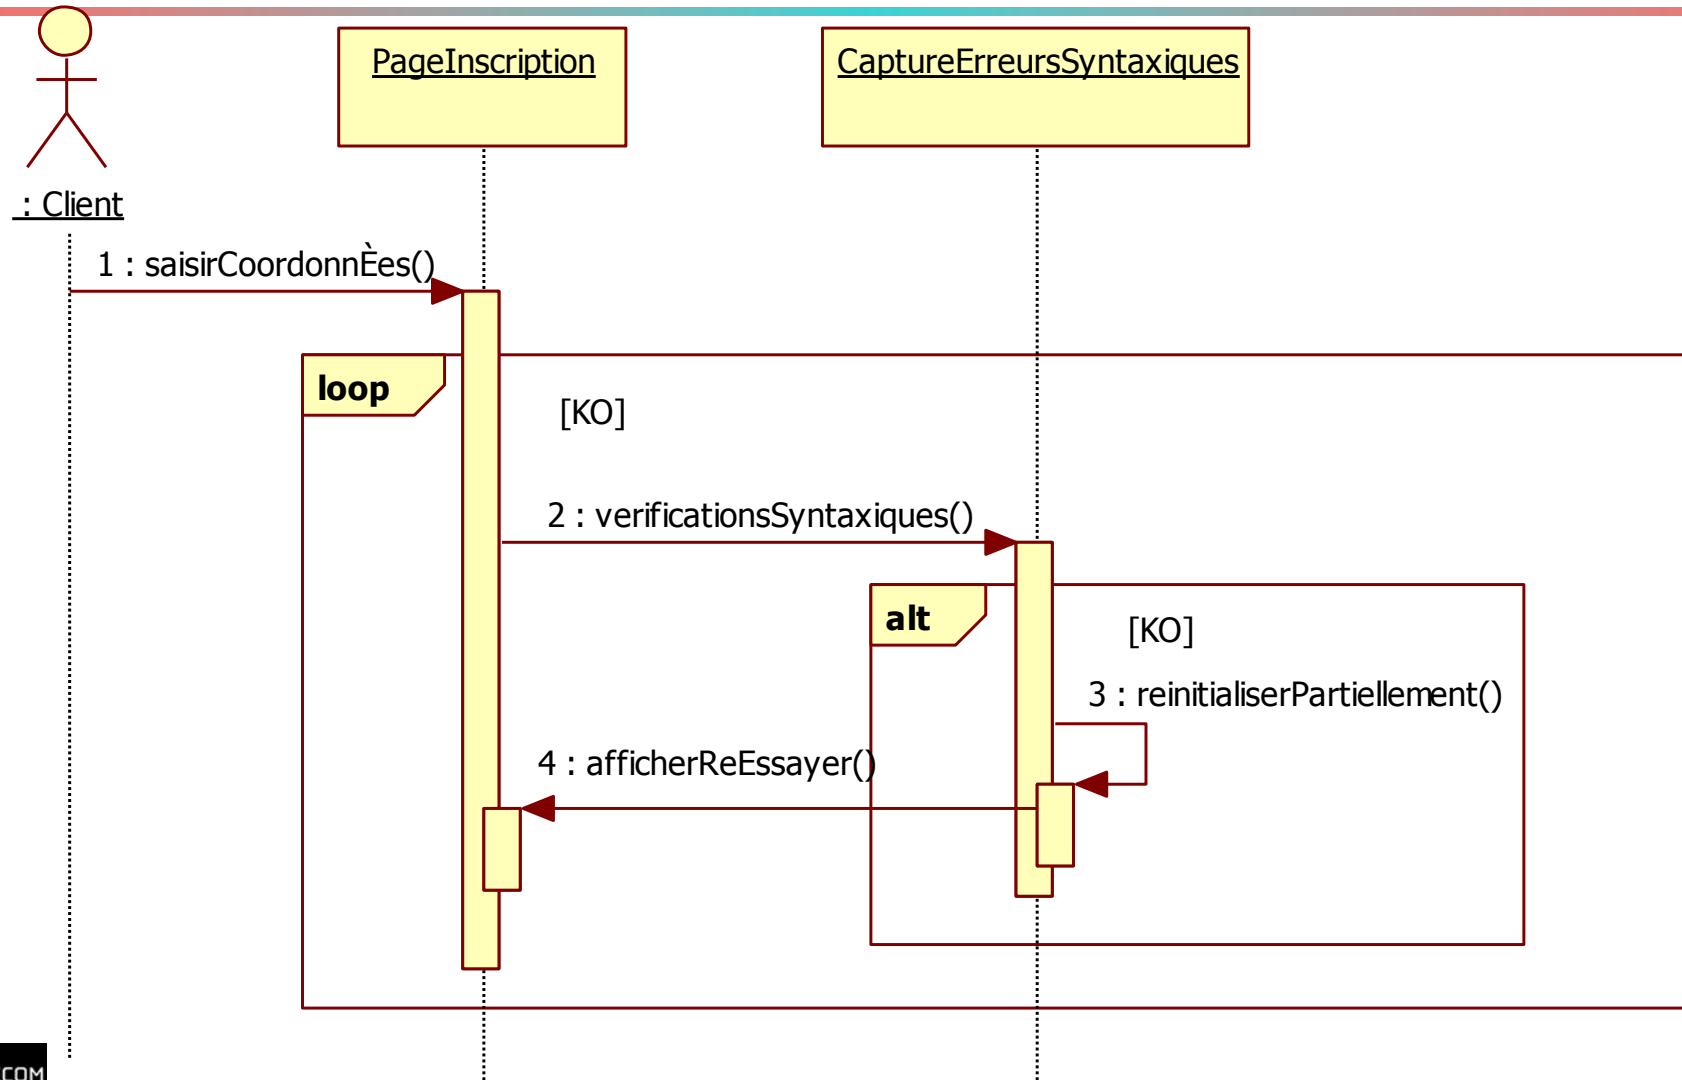 PageInscription
CaptureErreursSyntaxiques
: Client
1 : saisirCoordonnÈes()
loop
[KO]
2 : verificationsSyntaxiques()
alt
[KO]
3 : reinitialiserPartiellement()
4 : afficherReEssayer()
COM